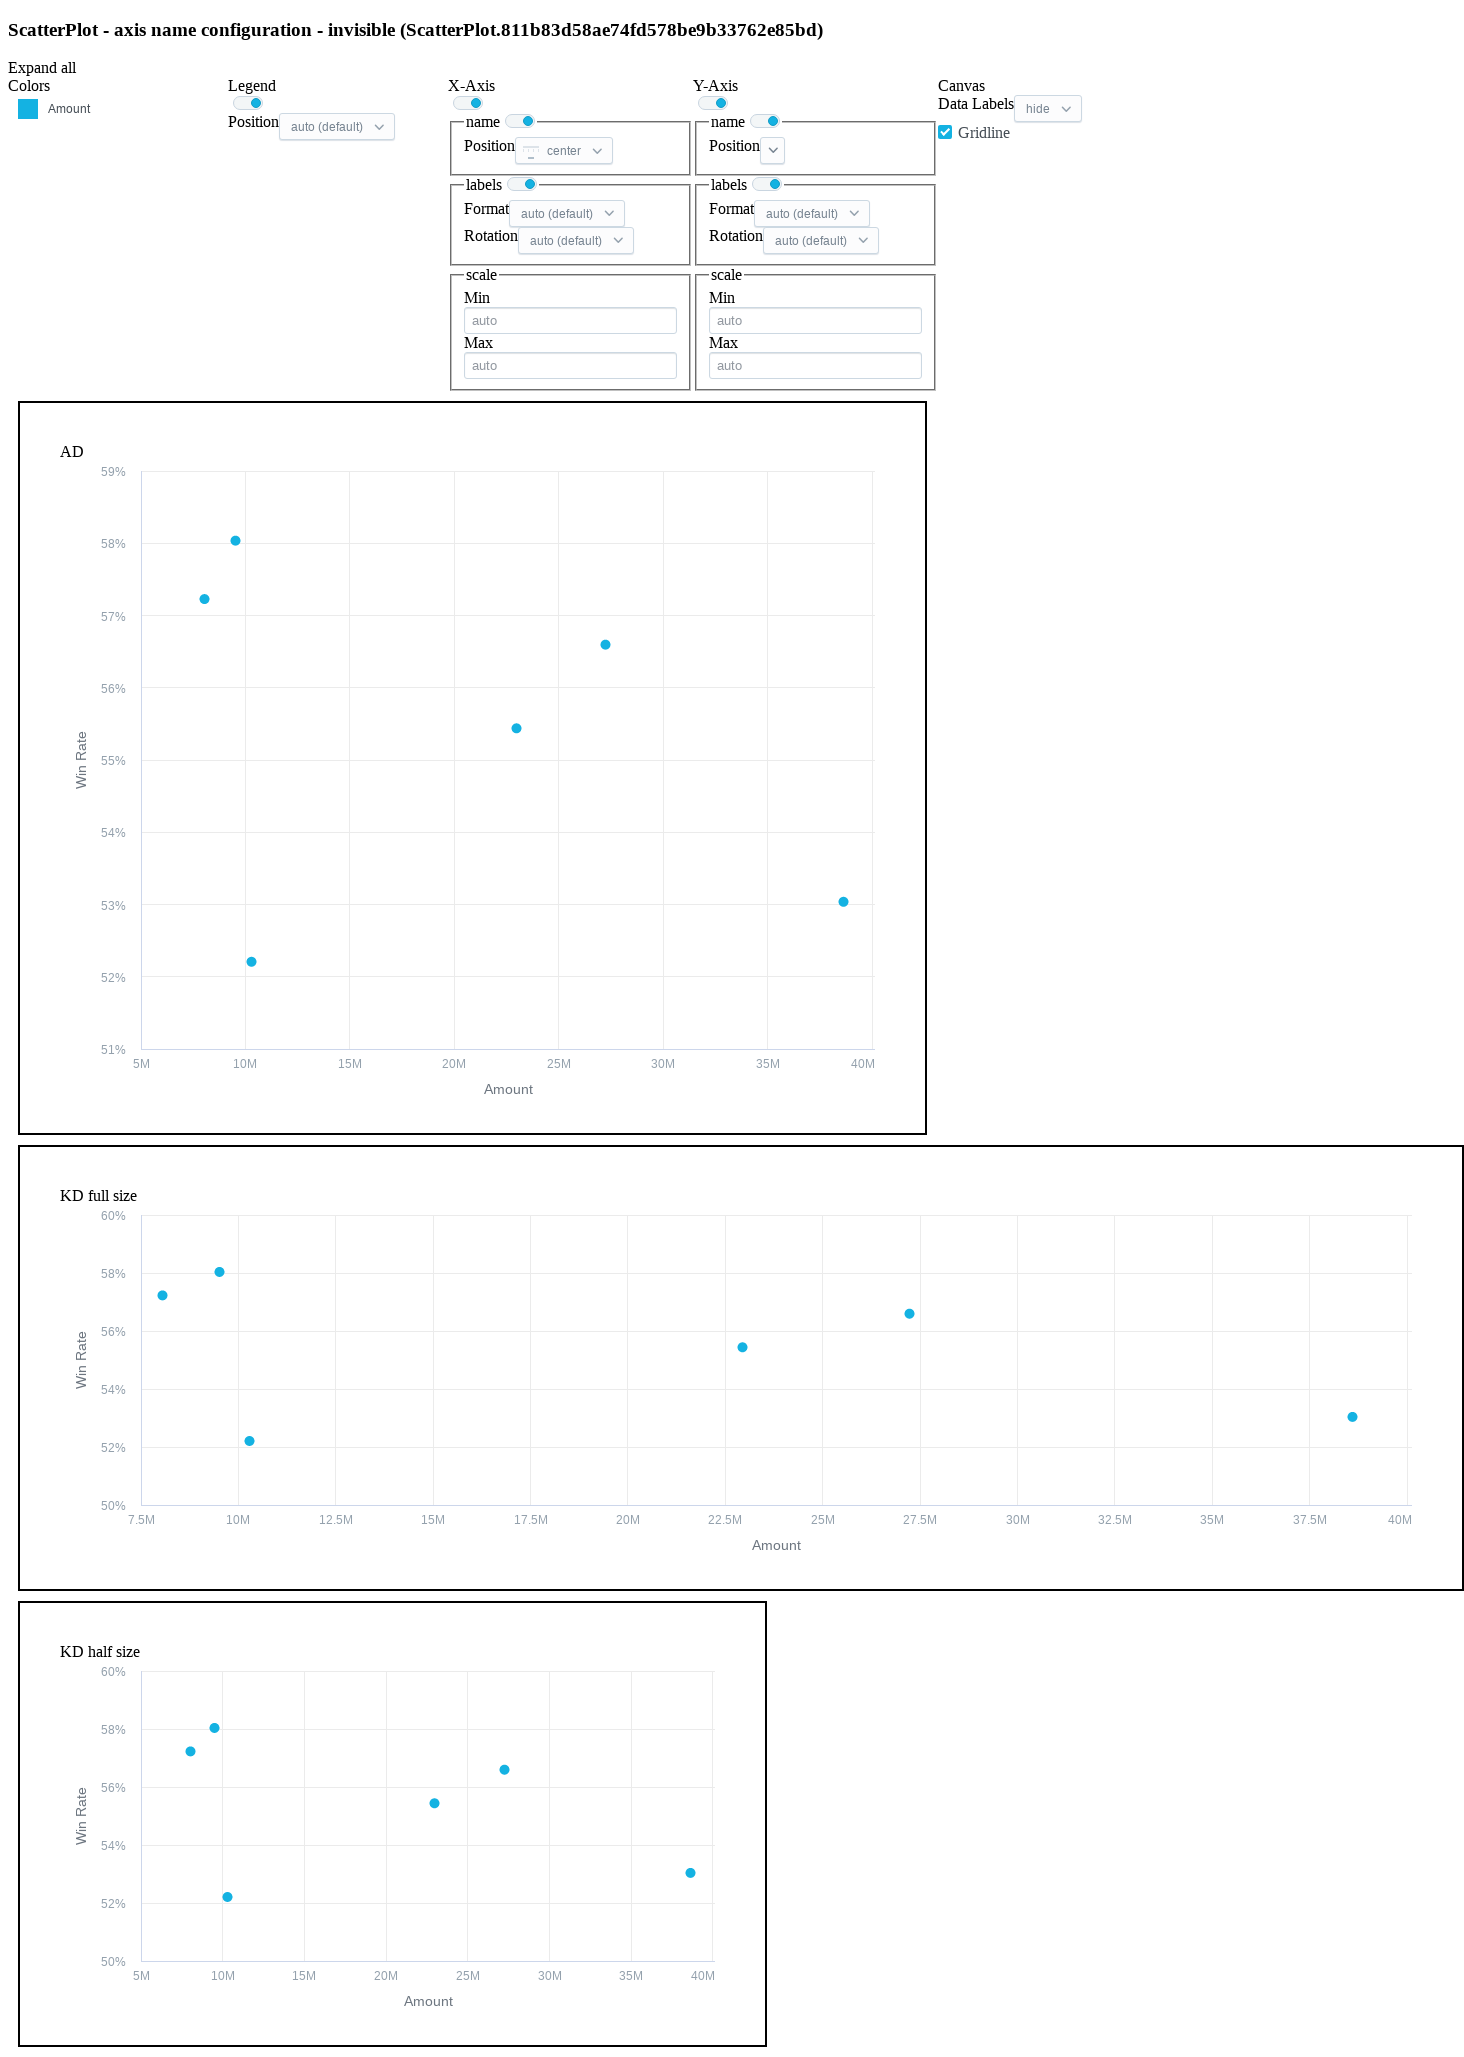 ScatterPlot - axis name configuration - invisible (ScatterPlot.811b83d58ae74fd578be9b33762e85bd)
Expand all
Colors
Amount
Legend
Position auto (default)
X-Axis
name
Position center
labels
Format auto (default)
Rotation auto (default)
scale
Min
auto
Max
auto
Y-Axis
name
Position
labels
Format auto (default)
Rotation auto (default)
scale
Min
auto
Max
auto
Canvas
Data Labels hide
Gridline
AD
59%
58%
57%
56%
55%
54%
53%
52%
51%
Win Rate
5M 10M 15M 20M 25M 30M 35M 40M
Amount
KD full size
60%
58%
56%
54%
52%
50%
Win Rate
7.5M 10M 12.5M 15M 17.5M 20M 22.5M 25M 27.5M 30M 32.5M 35M 37.5M 40M
Amount
KD half size
60%
58%
56%
54%
52%
50%
Win Rate
5M 10M 15M 20M 25M 30M 35M 40M
Amount